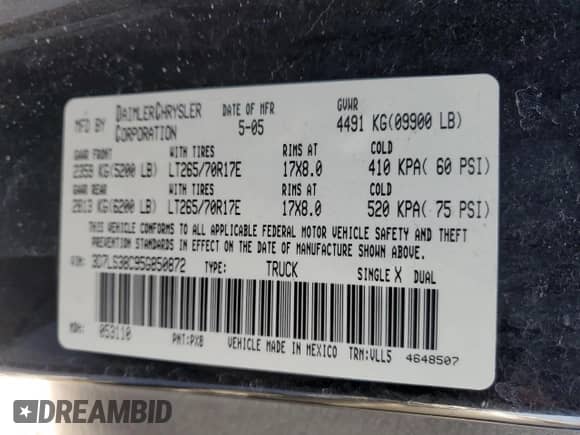 MFD BY DAIMLERCHRYSLER CORPORATION DATE OF MFR 5-05 GVWR 4491 KG(09900 LB)
GAWR FRONT WITH TIRES RIMS AT COLD
2359 KG(5200 LB) LT265/70R17E 17X8.0 410 KPA( 60 PSI)
GAWR REAR WITH TIRES RIMS AT COLD
2813 KG(6200 LB) LT265/70R17E 17X8.0 520 KPA( 75 PSI)
THIS VEHICLE CONFORMS TO ALL APPLICABLE FEDERAL MOTOR VEHICLE SAFETY AND THEFT
PREVENTION STANDARDS IN EFFECT ON THE DATE OF MANUFACTURE SHOWN ABOVE.
VIN: 3D7LS38C95G850872 TYPE: TRUCK SINGLE X DUAL
MDH: 053110 PNT:PXB VEHICLE MADE IN MEXICO TRM:VLL5 4648507
DREAMBID